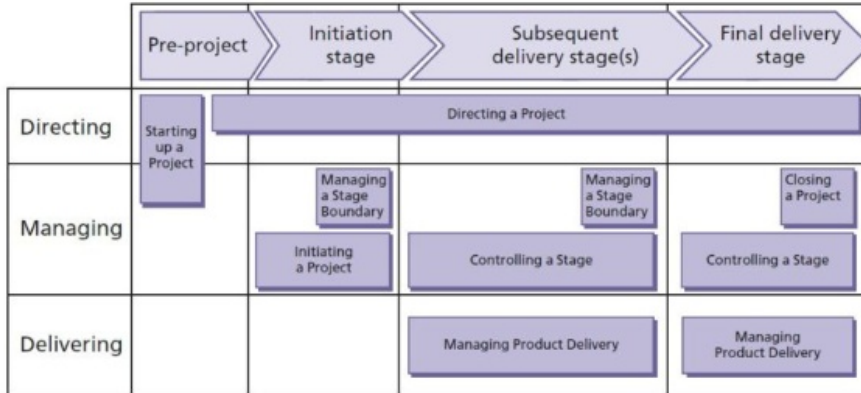 Pre-project
Initiation
stage
Subsequent
delivery stage(s)
Final delivery
stage
Directing
Starting
up a
Project
Directing a Project
Managing
Managing
a Stage
Boundary
Managing
a Stage
Boundary
Closing
a Project
Initiating
a Project
Controlling a Stage
Controlling a Stage
Delivering
Managing Product Delivery
Managing
Product Delivery